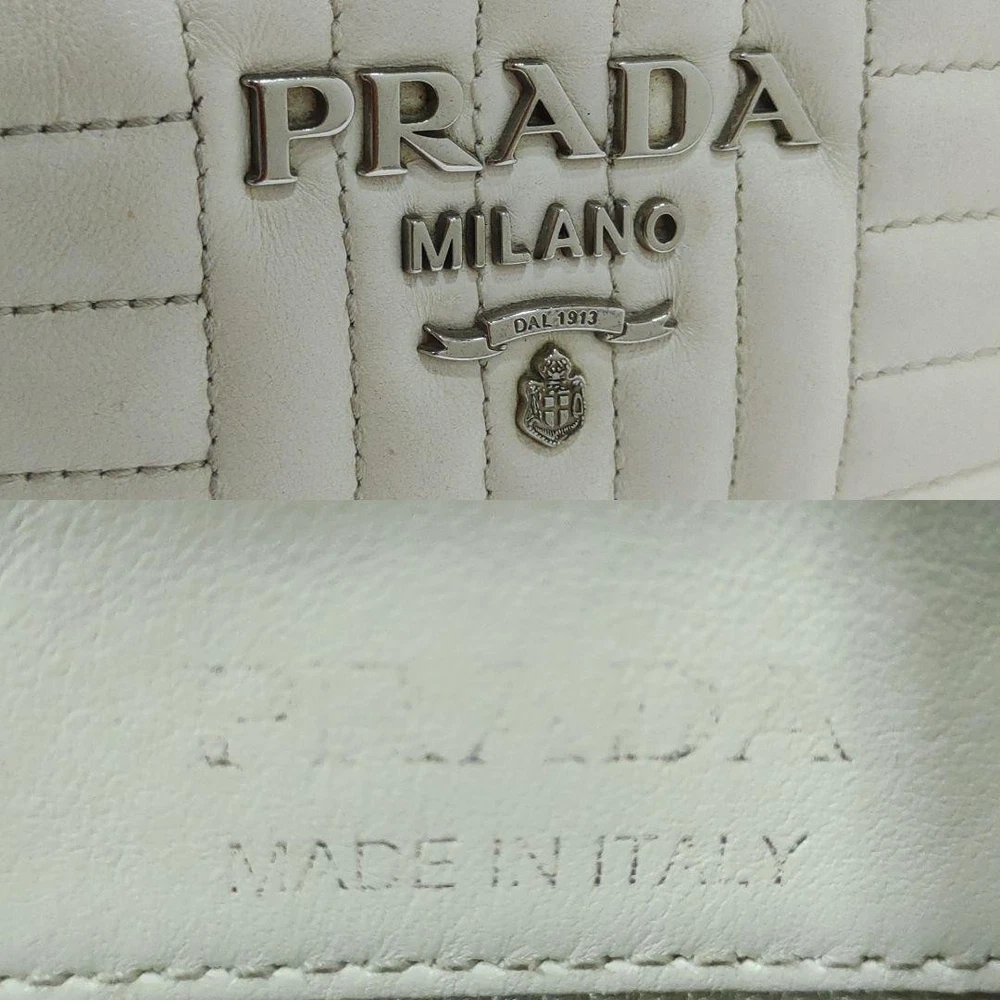 PRADA
MILANO
DAL 1913
PRADA
MADE IN ITALY